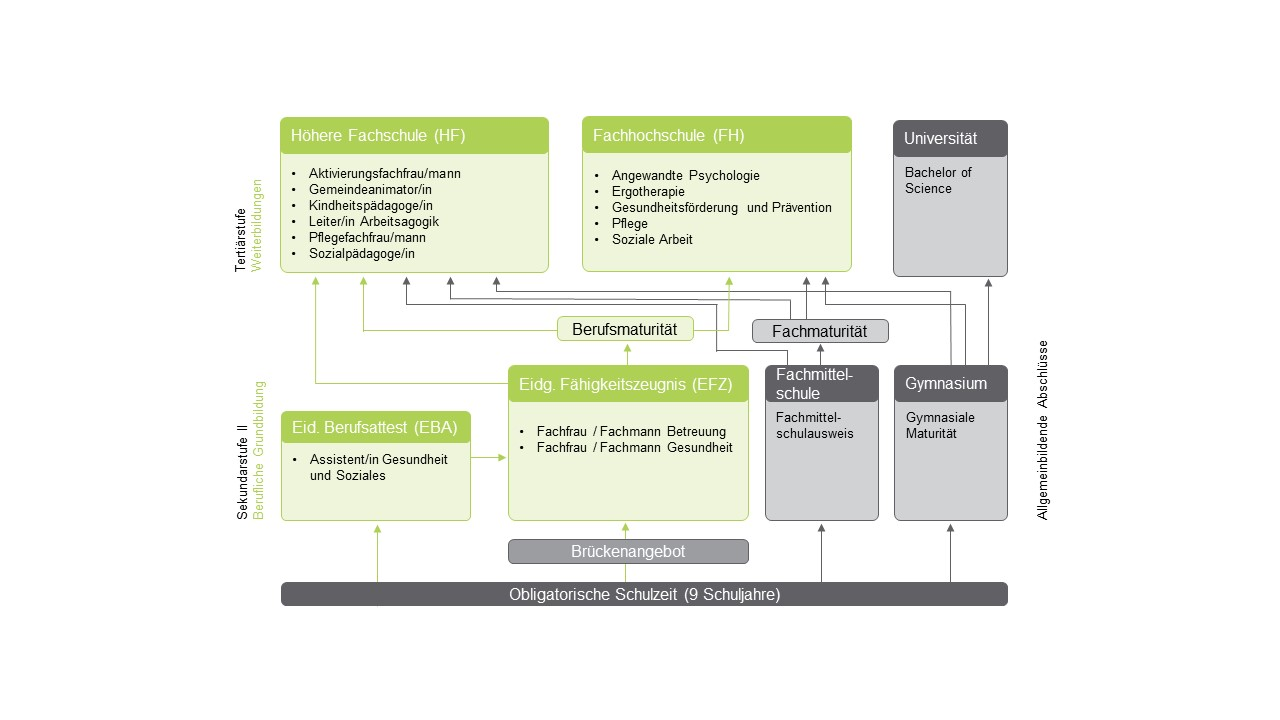 Höhere Fachschule (HF)
• Aktivierungsfachfrau/mann
• Gemeindeanimator/in
• Kindheitspädagoge/in
• Leiter/in Arbeitsagogik
• Pflegefachfrau/mann
• Sozialpädagoge/in
Fachhochschule (FH)
• Angewandte Psychologie
• Ergotherapie
• Gesundheitsförderung und Prävention
• Pflege
• Soziale Arbeit
Universität
Bachelor of
Science
Tertiärstufe
Weiterbildungen
Berufsmaturität
Fachmaturität
Eid. Berufsattest (EBA)
• Assistent/in Gesundheit
und Soziales
Eidg. Fähigkeitszeugnis (EFZ)
• Fachfrau / Fachmann Betreuung
• Fachfrau / Fachmann Gesundheit
Fachmittel-
schule
Fachmittel-
schulausweis
Gymnasium
Gymnasiale
Maturität
Sekundarstufe II
Berufliche Grundbildung
Allgemeinbildende Abschlüsse
Brückenangebot
Obligatorische Schulzeit (9 Schuljahre)